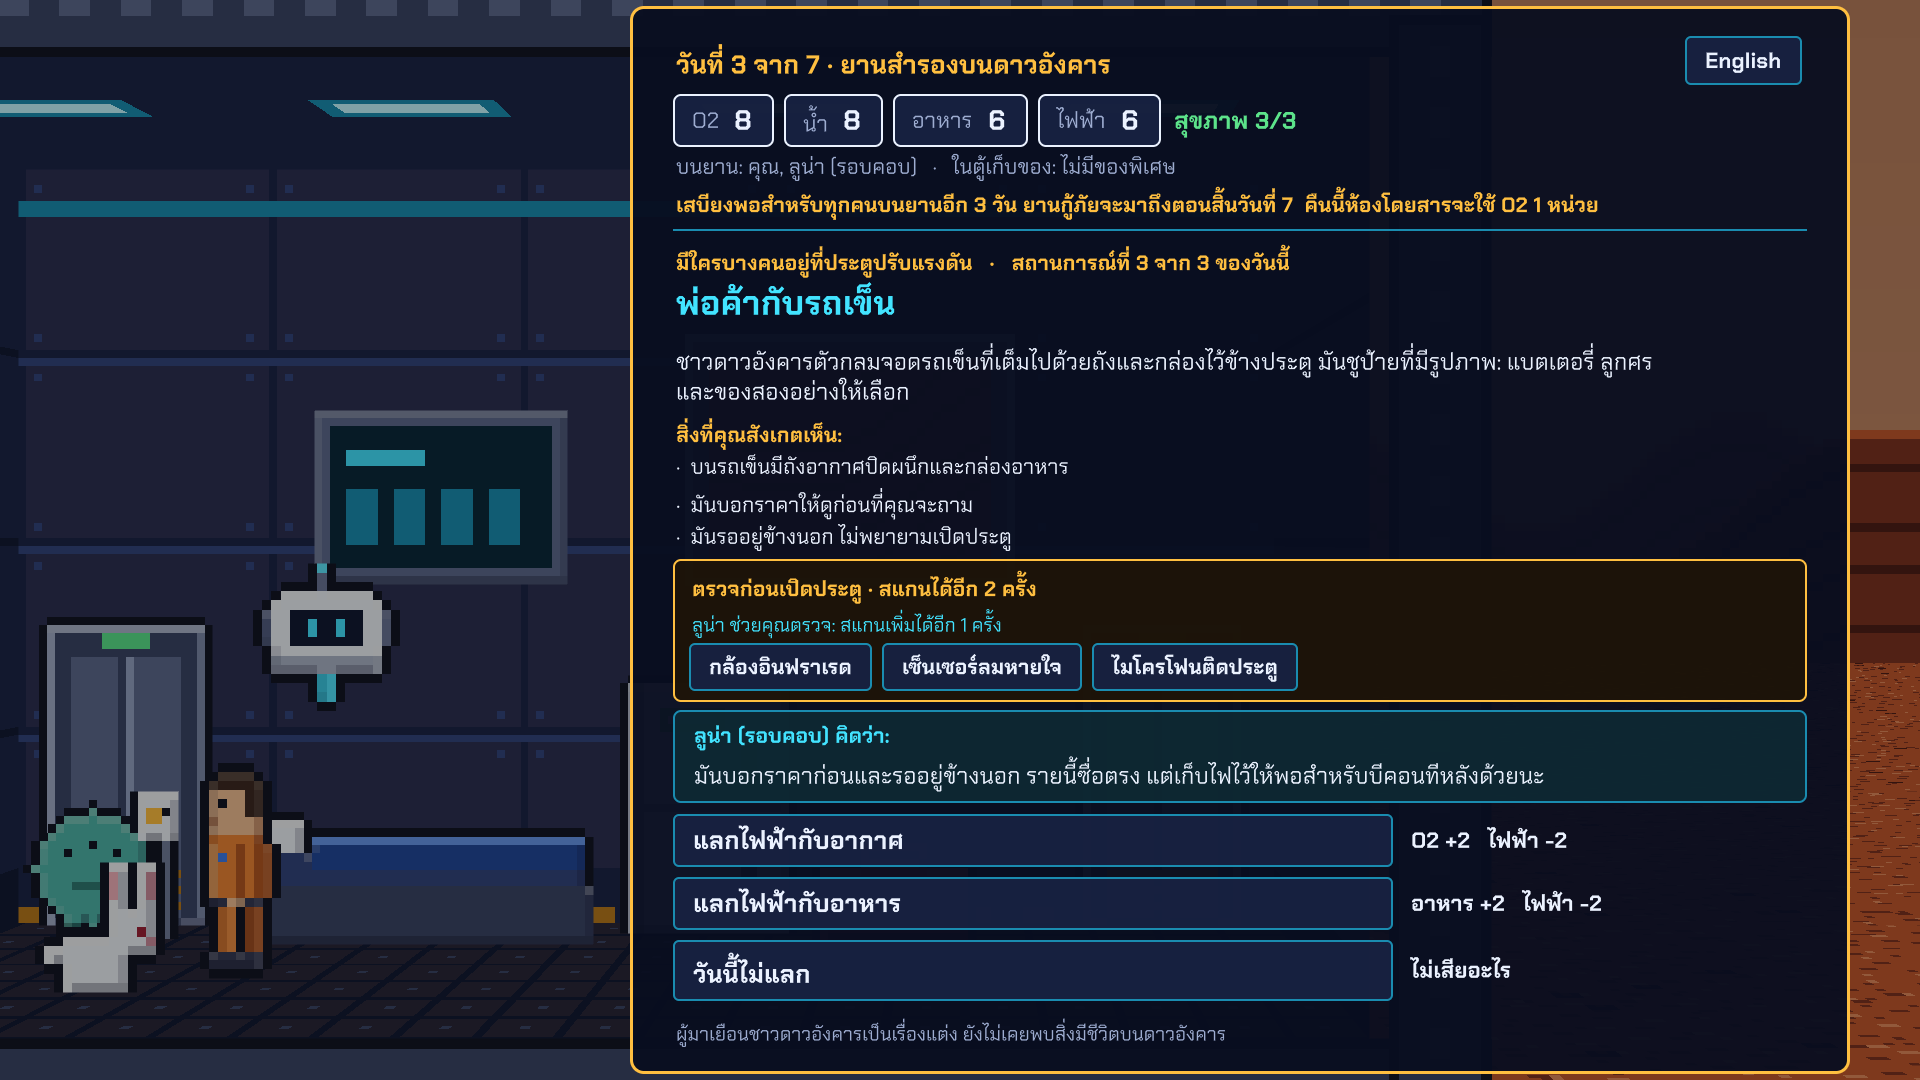 วันที่ 3 จาก 7 · ยานสำรองบนดาวอังคาร
English
O2 8 น้ำ 8 อาหาร 6 ไฟฟ้า 6 สุขภาพ 3/3
บนยาน: คุณ, ลูน่า (รอบคอบ) · ในตู้เก็บของ: ไม่มีของพิเศษ
เสบียงพอสำหรับทุกคนบนยานอีก 3 วัน ยานกู้ภัยจะมาถึงตอนสิ้นวันที่ 7 คืนนี้ห้องโดยสารจะใช้ O2 1 หน่วย
มีใครบางคนอยู่ที่ประตูปรับแรงดัน · สถานการณ์ที่ 3 จาก 3 ของวันนี้
พ่อค้ากับรถเข็น
ชาวดาวอังคารตัวกลมจอดรถเข็นที่เต็มไปด้วยถังและกล่องไว้ข้างประตู มันชูป้ายที่มีรูปภาพ: แบตเตอรี่ ลูกศร
และของสองอย่างให้เลือก
สิ่งที่คุณสังเกตเห็น:
· บนรถเข็นมีถังอากาศปิดผนึกและกล่องอาหาร
· มันบอกราคาให้ดูก่อนที่คุณจะถาม
· มันรออยู่ข้างนอก ไม่พยายามเปิดประตู
ตรวจก่อนเปิดประตู · สแกนได้อีก 2 ครั้ง
ลูน่า ช่วยคุณตรวจ: สแกนเพิ่มได้อีก 1 ครั้ง
กล้องอินฟราเรด เซ็นเซอร์ลมหายใจ ไมโครโฟนติดประตู
ลูน่า (รอบคอบ) คิดว่า:
มันบอกราคาก่อนและรออยู่ข้างนอก รายนี้ซื่อตรง แต่เก็บไฟไว้ให้พอสำหรับบีคอนทีหลังด้วยนะ
แลกไฟฟ้ากับอากาศ O2 +2 ไฟฟ้า -2
แลกไฟฟ้ากับอาหาร อาหาร +2 ไฟฟ้า -2
วันนี้ไม่แลก ไม่เสียอะไร
ผู้มาเยือนชาวดาวอังคารเป็นเรื่องแต่ง ยังไม่เคยพบสิ่งมีชีวิตบนดาวอังคาร